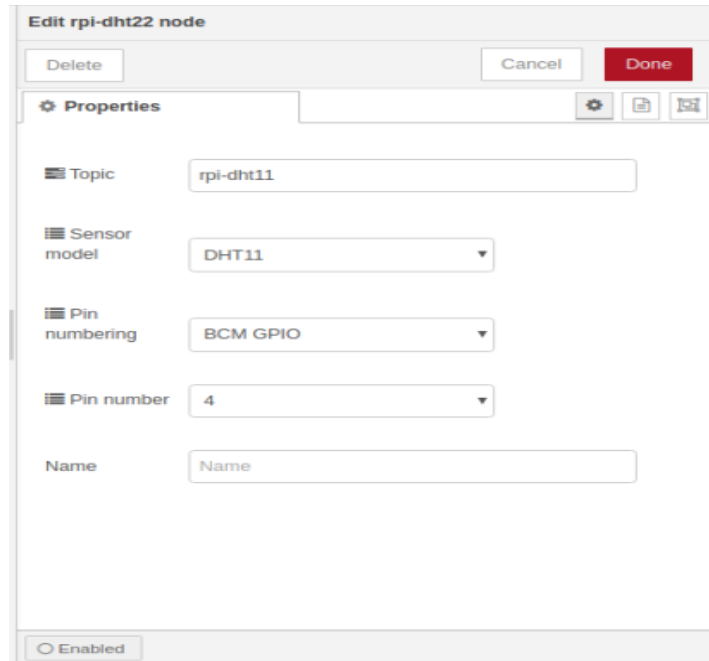 Edit rpi-dht22 node
Delete
Cancel
Done
Properties
Topic
rpi-dht11
Sensor
model
DHT11
Pin
numbering
BCM GPIO
Pin number
4
Name
Name
Enabled